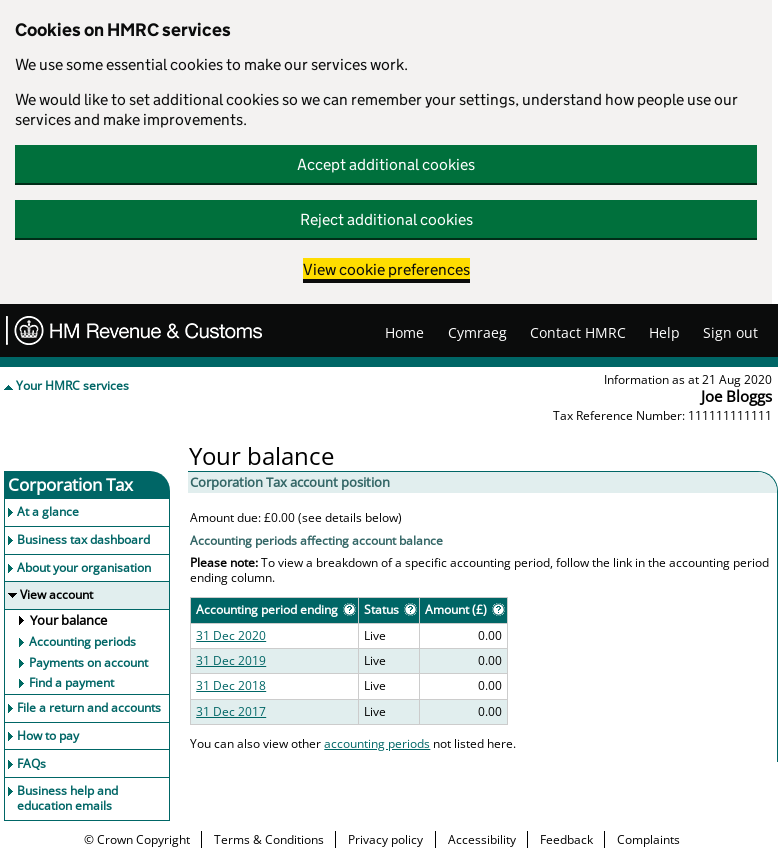 Cookies on HMRC services
We use some essential cookies to make our services work.
We would like to set additional cookies so we can remember your settings, understand how people use our
services and make improvements.
Accept additional cookies
Reject additional cookies
View cookie preferences
HM Revenue & Customs
Home Cymraeg Contact HMRC Help Sign out
Your HMRC services
Information as at 21 Aug 2020
Joe Bloggs
Tax Reference Number: 111111111111
Corporation Tax
At a glance
Business tax dashboard
About your organisation
View account
Your balance
Accounting periods
Payments on account
Find a payment
File a return and accounts
How to pay
FAQs
Business help and
education emails
Your balance
Corporation Tax account position
Amount due: £0.00 (see details below)
Accounting periods affecting account balance
Please note: To view a breakdown of a specific accounting period, follow the link in the accounting period
ending column.
Accounting period ending ? Status ? Amount (£) ?
31 Dec 2020 Live 0.00
31 Dec 2019 Live 0.00
31 Dec 2018 Live 0.00
31 Dec 2017 Live 0.00
You can also view other accounting periods not listed here.
© Crown Copyright Terms & Conditions Privacy policy Accessibility Feedback Complaints